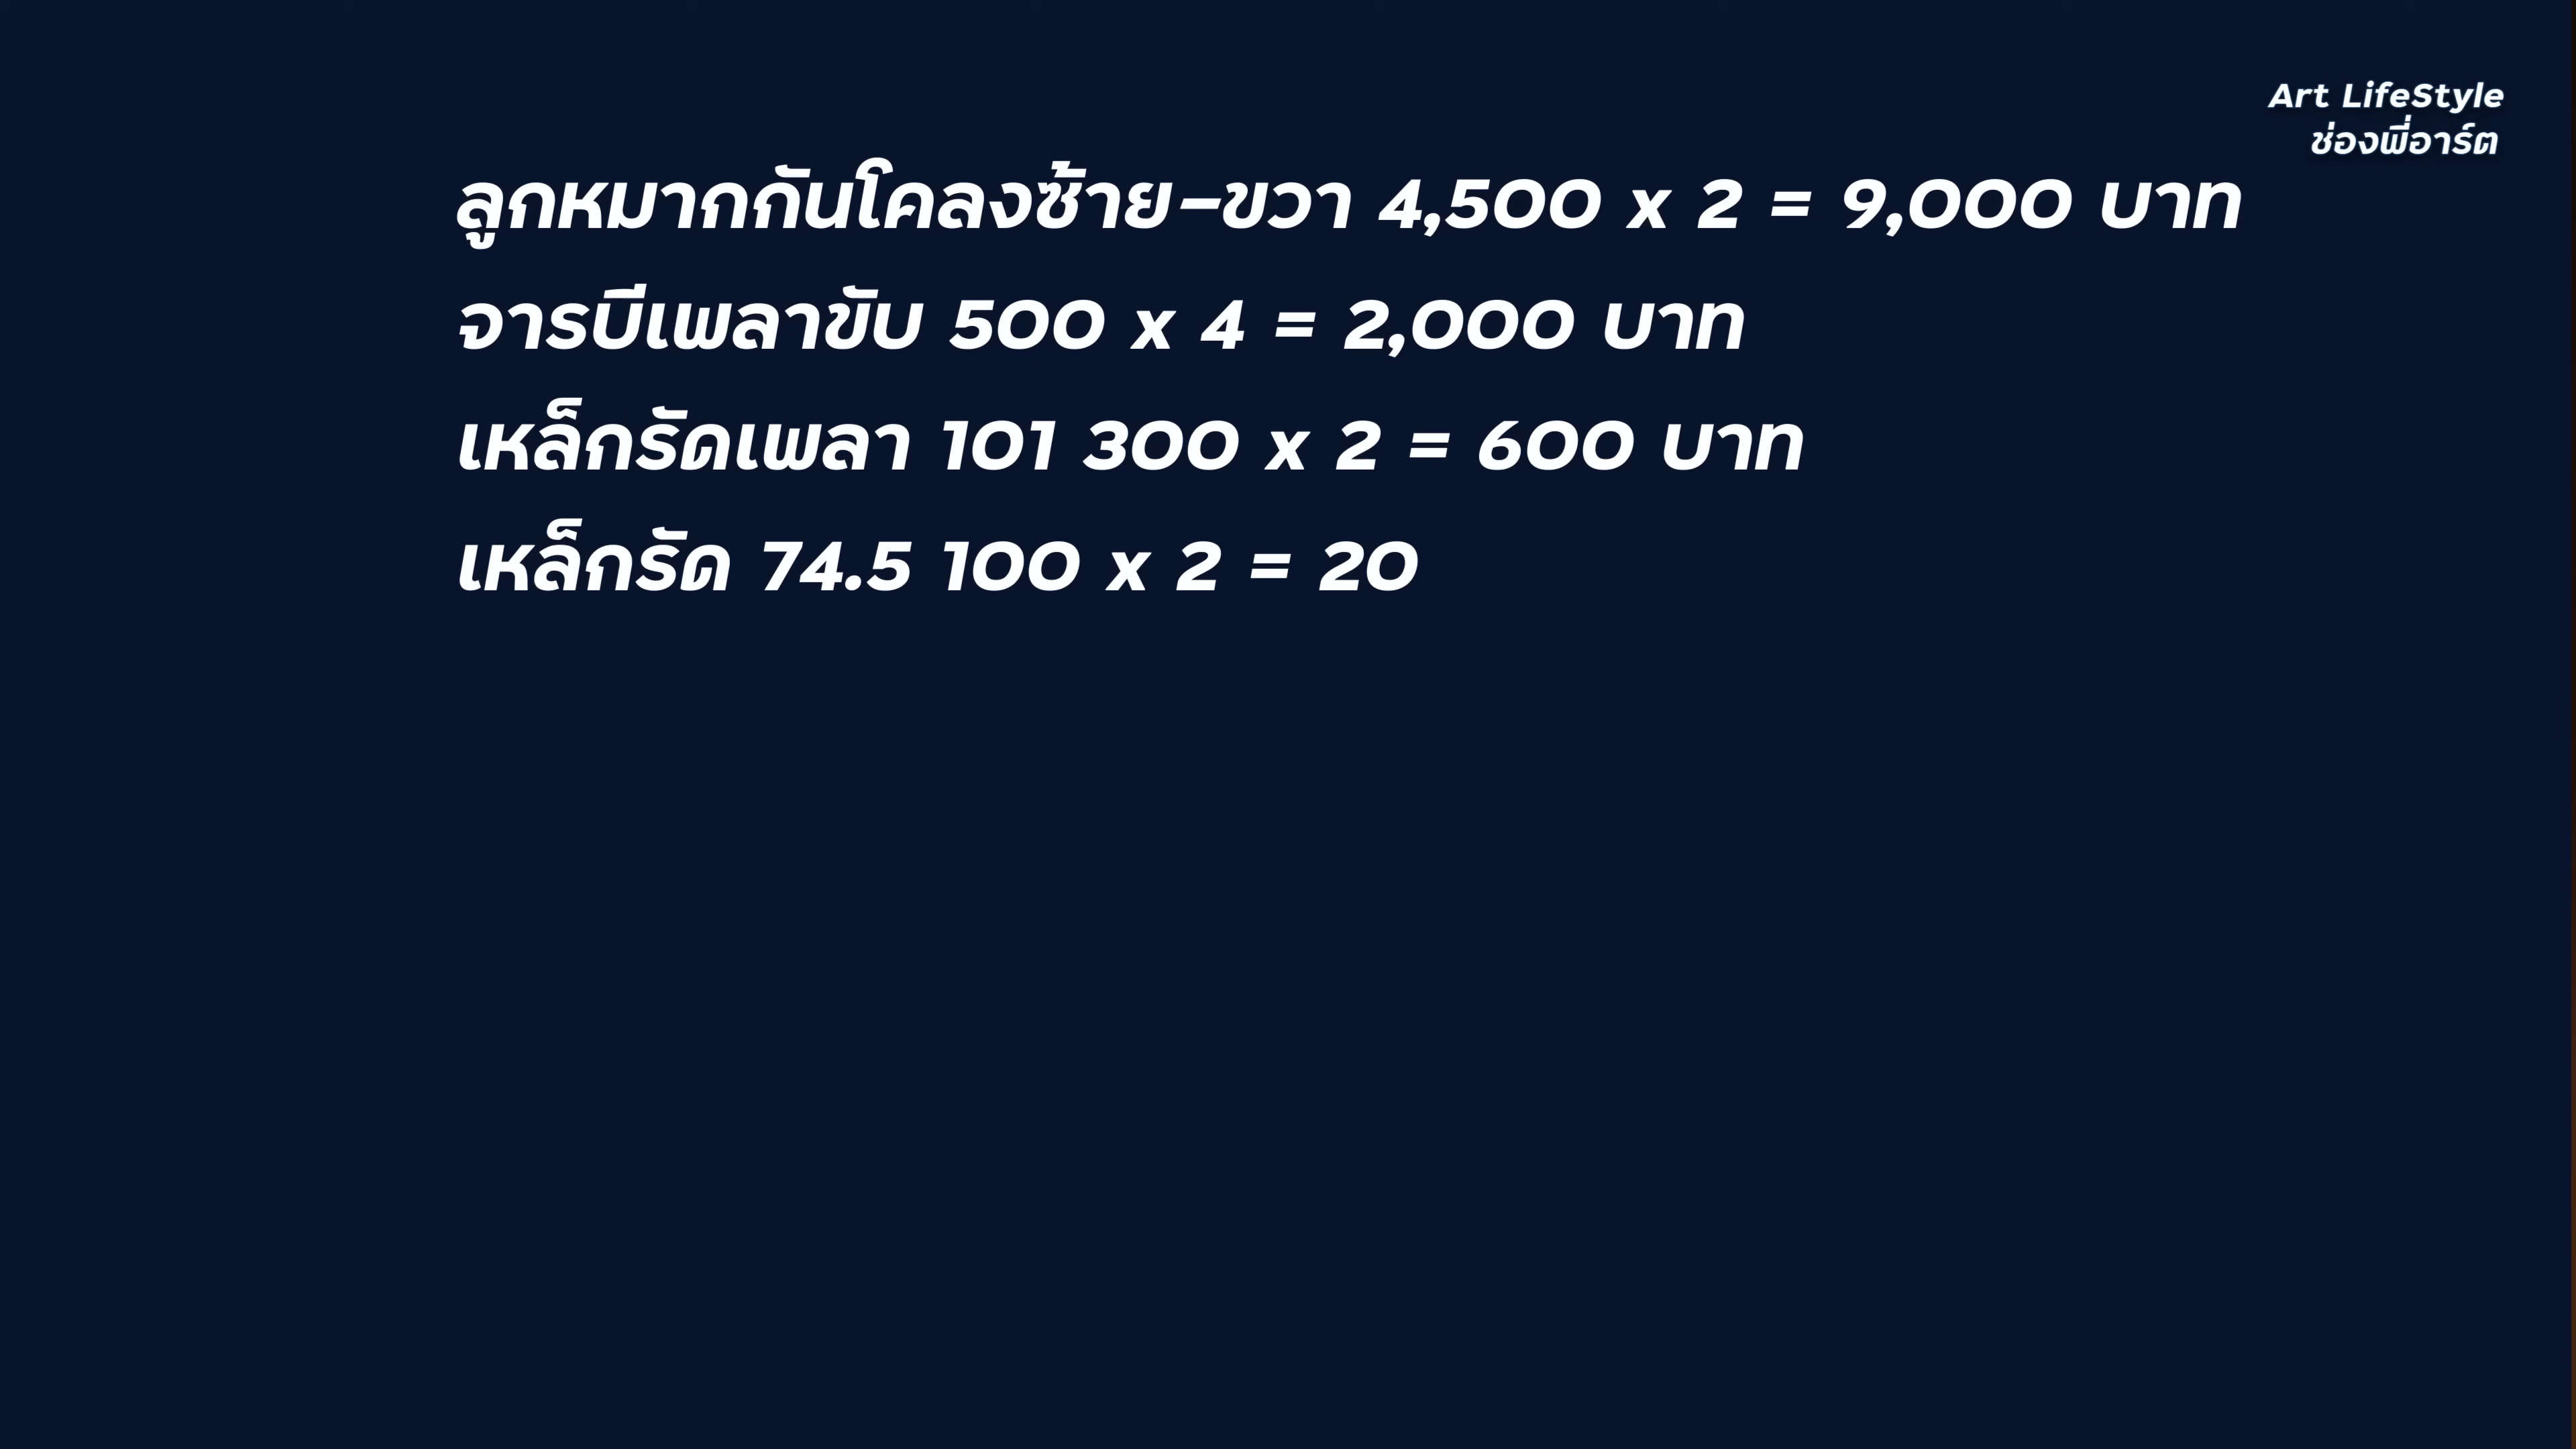 Art LifeStyle
ช่องพี่อาร์ต
ลูกหมากกันโคลงซ้าย-ขวา 4,500 x 2 = 9,000 บาท
จารบีเพลาขับ 500 x 4 = 2,000 บาท
เหล็กรัดเพลา 101 300 x 2 = 600 บาท
เหล็กรัด 74.5 100 x 2 = 20